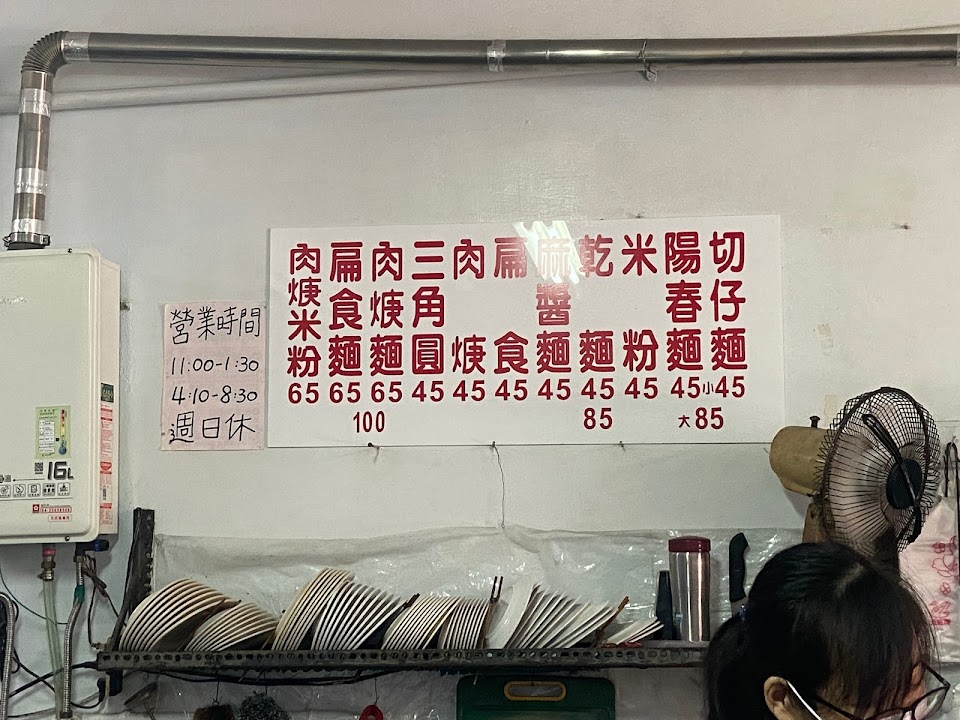 切仔麵 小45
陽春麵 45
米粉 45
乾麵 45
麻醬麵 45
扁食 45
肉焿 45
三角圓 45
肉焿麵 65
扁食麵 65
肉焿米粉 65
大85
85
100
營業時間
11:00-1:30
4:10-8:30
週日休
16L